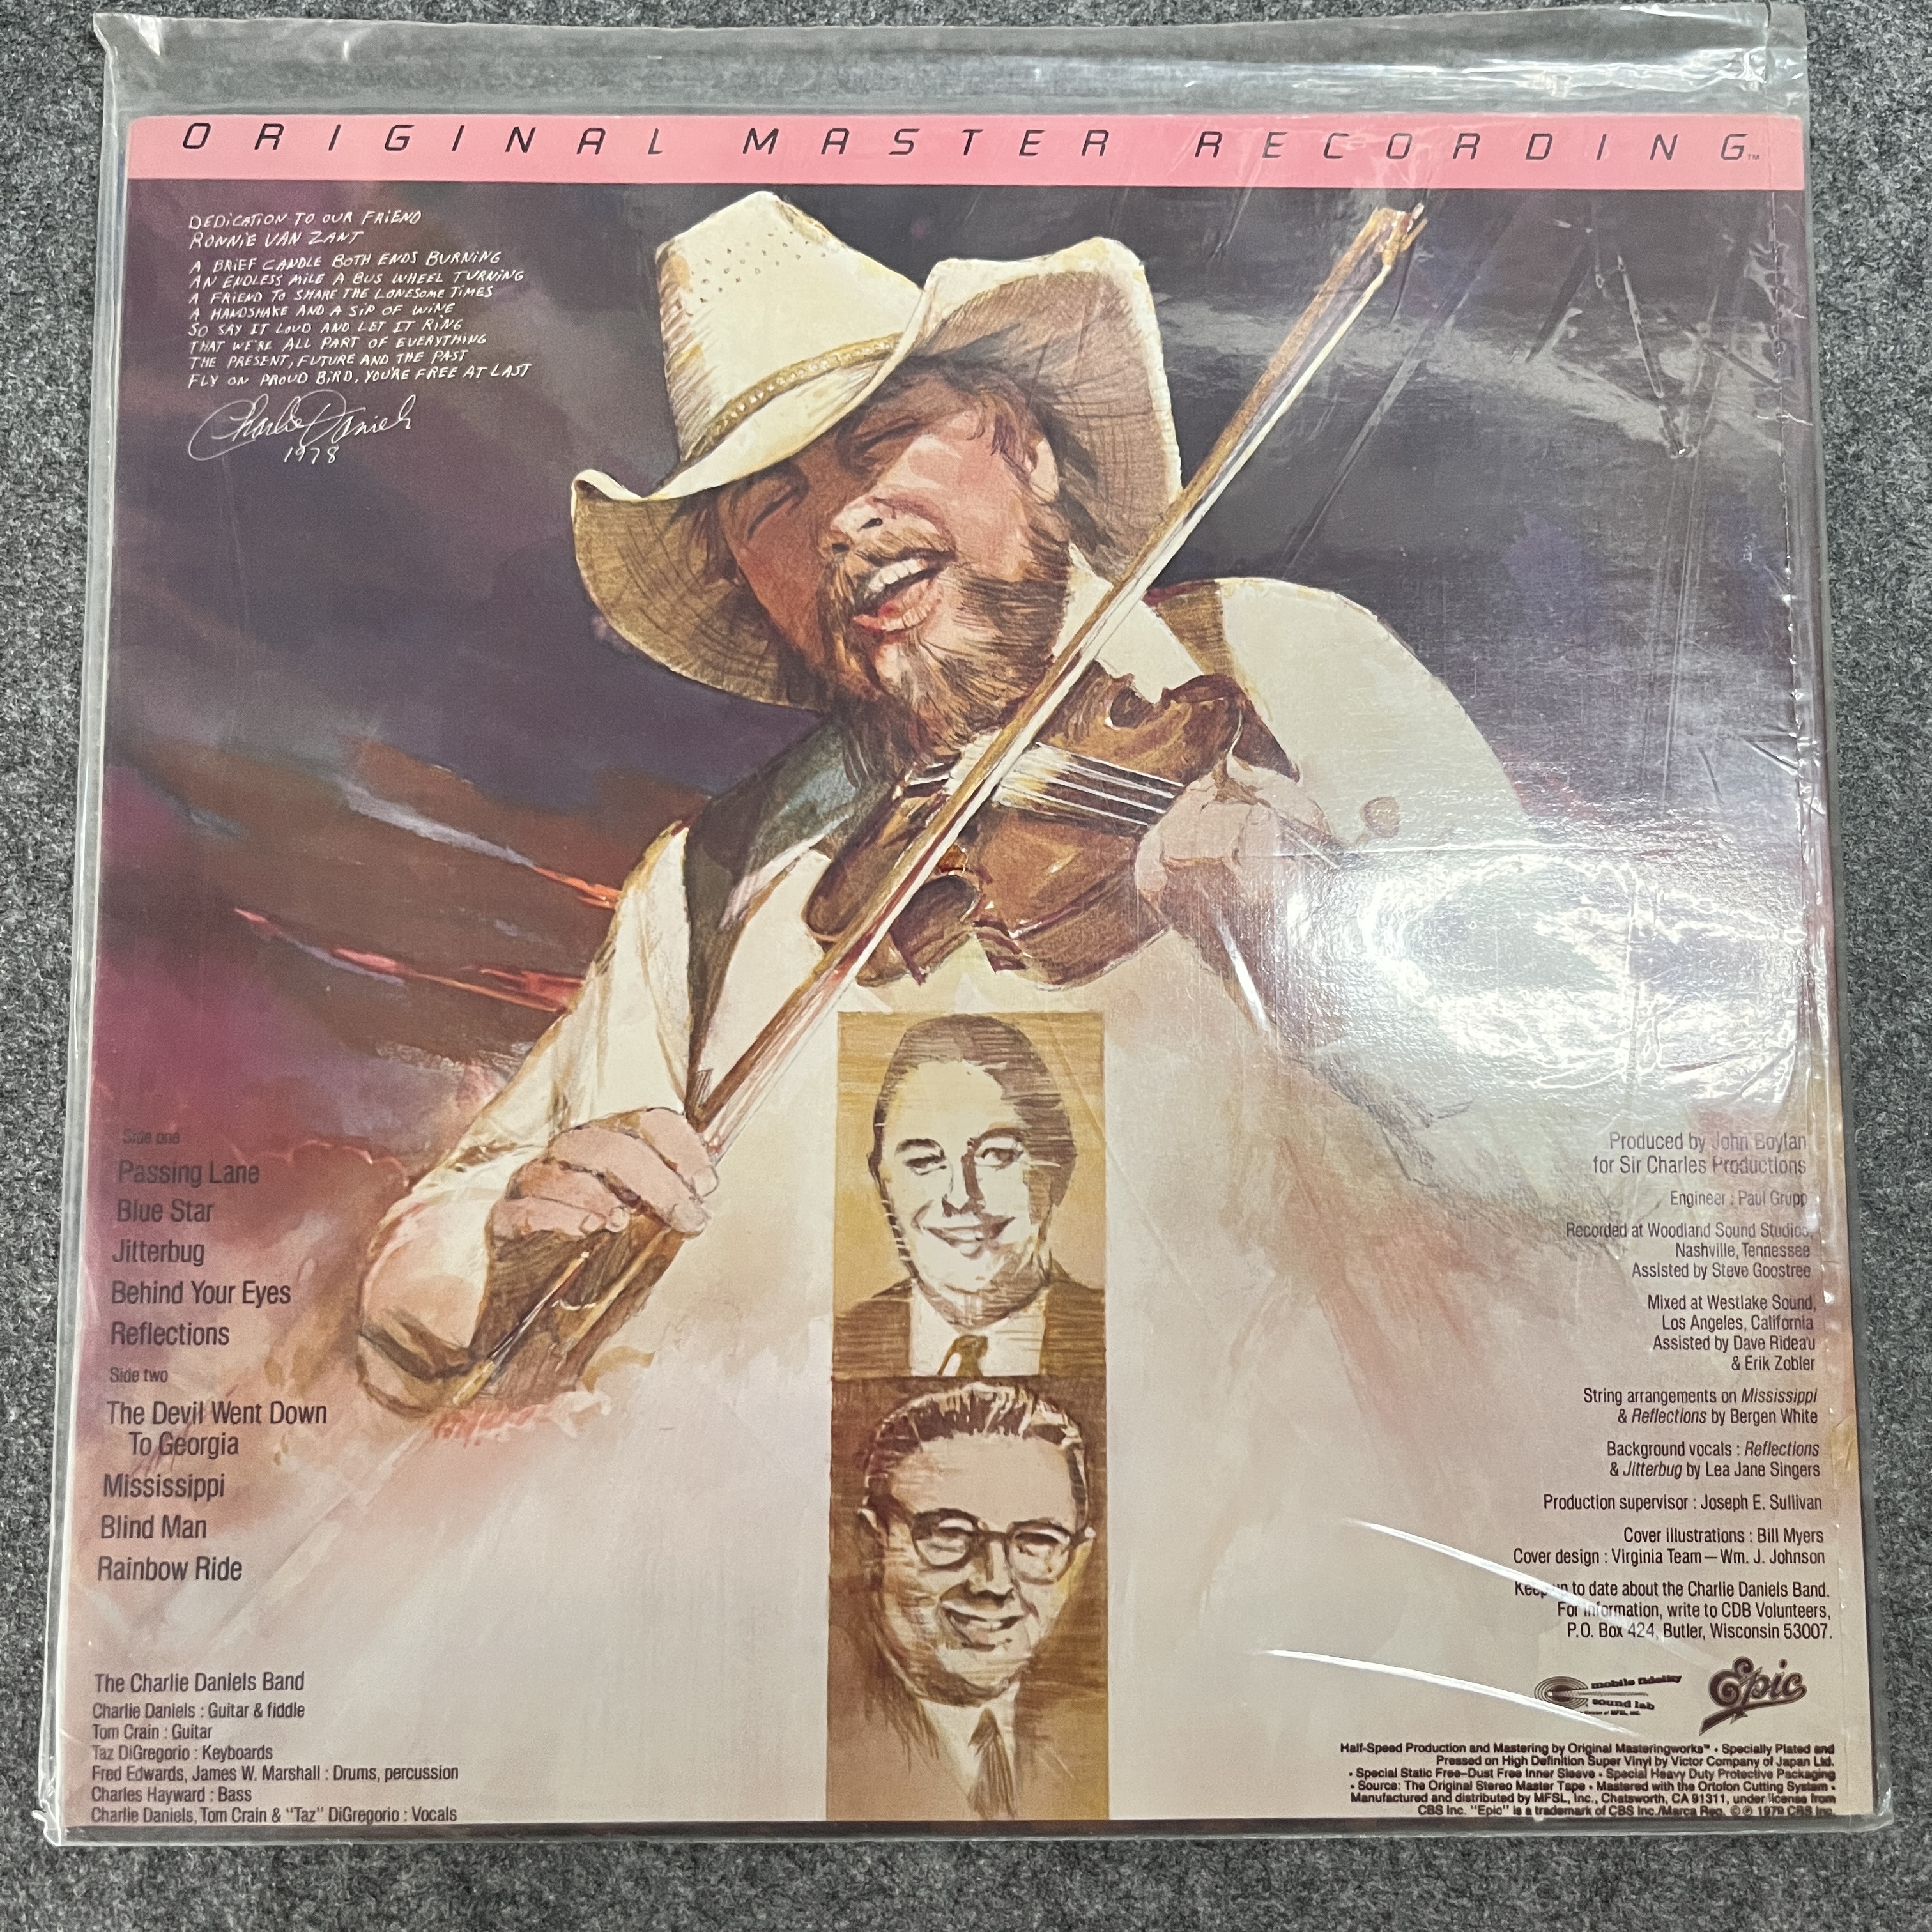 ORIGINAL MASTER RECORDING™
DEDICATION TO OUR FRIEND
RONNIE VAN ZANT
A BRIEF CANDLE BOTH ENDS BURNING
AN ENDLESS MILE A BUS WHEEL TURNING
A FRIEND TO SHARE THE LONESOME TIMES
A HANDSHAKE AND A SIP OF WINE
SO SAY IT LOUD AND LET IT RING
THAT WE'RE ALL PART OF EVERYTHING
THE PRESENT, FUTURE AND THE PAST
FLY ON PROUD BIRD, YOU'RE FREE AT LAST
Charlie Daniels
1978
Side one
Passing Lane
Blue Star
Jitterbug
Behind Your Eyes
Reflections
Side two
The Devil Went Down
To Georgia
Mississippi
Blind Man
Rainbow Ride
The Charlie Daniels Band
Charlie Daniels : Guitar & fiddle
Tom Crain : Guitar
Taz DiGregorio : Keyboards
Fred Edwards, James W. Marshall : Drums, percussion
Charles Hayward : Bass
Charlie Daniels, Tom Crain & "Taz" DiGregorio : Vocals
Produced by John Boylan
for Sir Charles Productions
Engineer : Paul Grupp
Recorded at Woodland Sound Studios,
Nashville, Tennessee
Assisted by Steve Goostree
Mixed at Westlake Sound,
Los Angeles, California
Assisted by Dave Rideau
& Erik Zobler
String arrangements on Mississippi
& Reflections by Bergen White
Background vocals : Reflections
& Jitterbug by Lea Jane Singers
Production supervisor : Joseph E. Sullivan
Cover illustrations : Bill Myers
Cover design : Virginia Team—Wm. J. Johnson
Keep up to date about the Charlie Daniels Band.
For information, write to CDB Volunteers,
P.O. Box 424, Butler, Wisconsin 53007.
mobile fidelity
sound lab
Epic
Half-Speed Production and Mastering by Original Masteringworks™ • Specially Plated and
Pressed on High Definition Super Vinyl by Victor Company of Japan Ltd.
• Special Static Free-Dust Free Inner Sleeve • Special Heavy Duty Protective Packaging
• Source: The Original Stereo Master Tape • Mastered with the Ortofon Cutting System •
Manufactured and distributed by MFSL, Inc., Chatsworth, CA 91311, under license from
CBS Inc. "Epic" is a trademark of CBS Inc./Marca Reg. © ℗ 1979 CBS Inc.